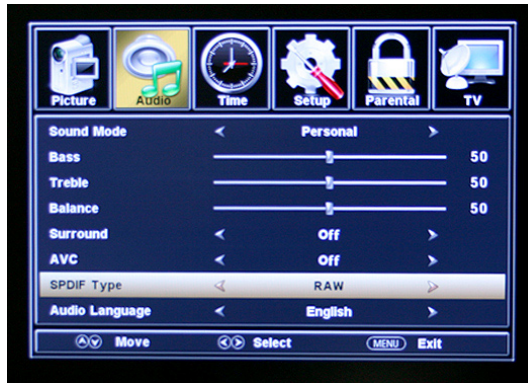 Picture Audio Time Setup Parental TV
Sound Mode Personal
Bass 50
Treble 50
Balance 50
Surround Off
AVC Off
SPDIF Type RAW
Audio Language English
Move Select MENU Exit